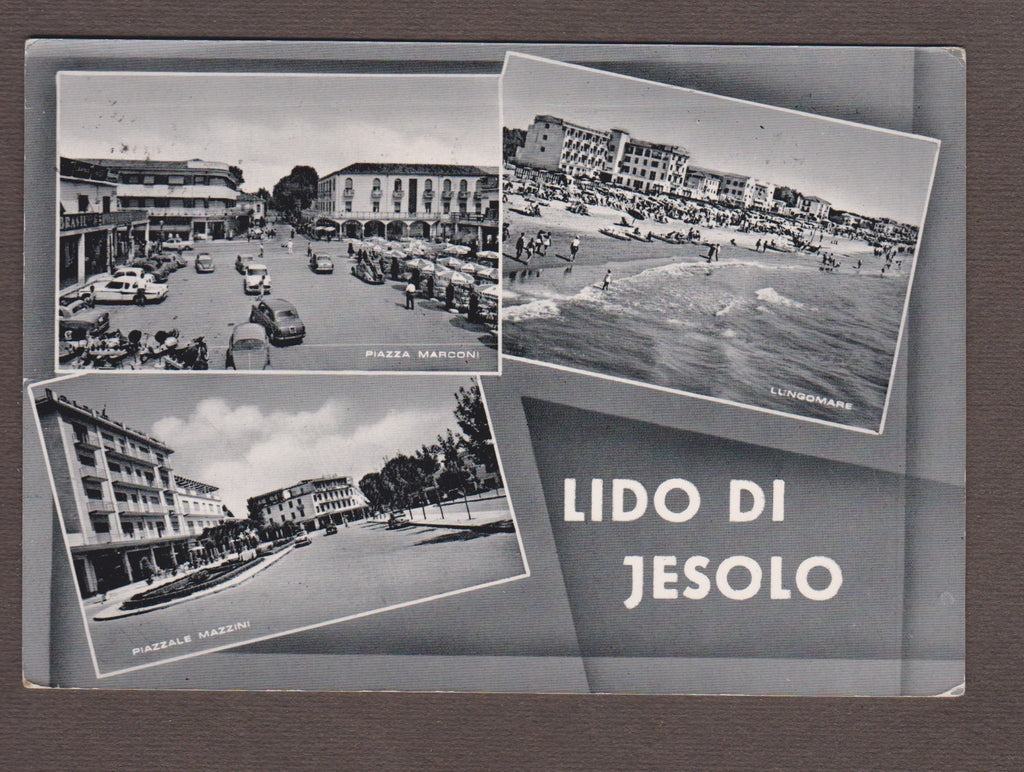 PIAZZA MARCONI
LUNGOMARE
PIAZZALE MAZZINI
LIDO DI
JESOLO